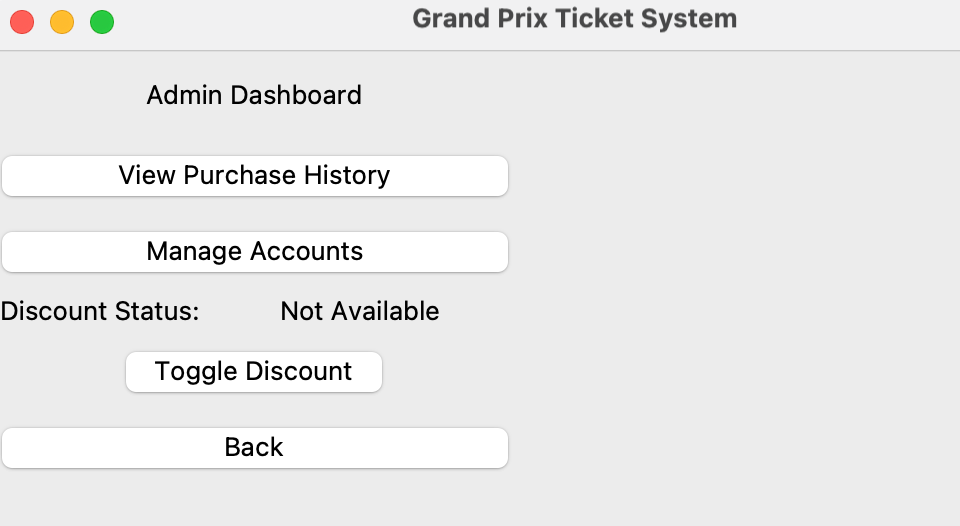 Grand Prix Ticket System
Admin Dashboard
View Purchase History
Manage Accounts
Discount Status: Not Available
Toggle Discount
Back